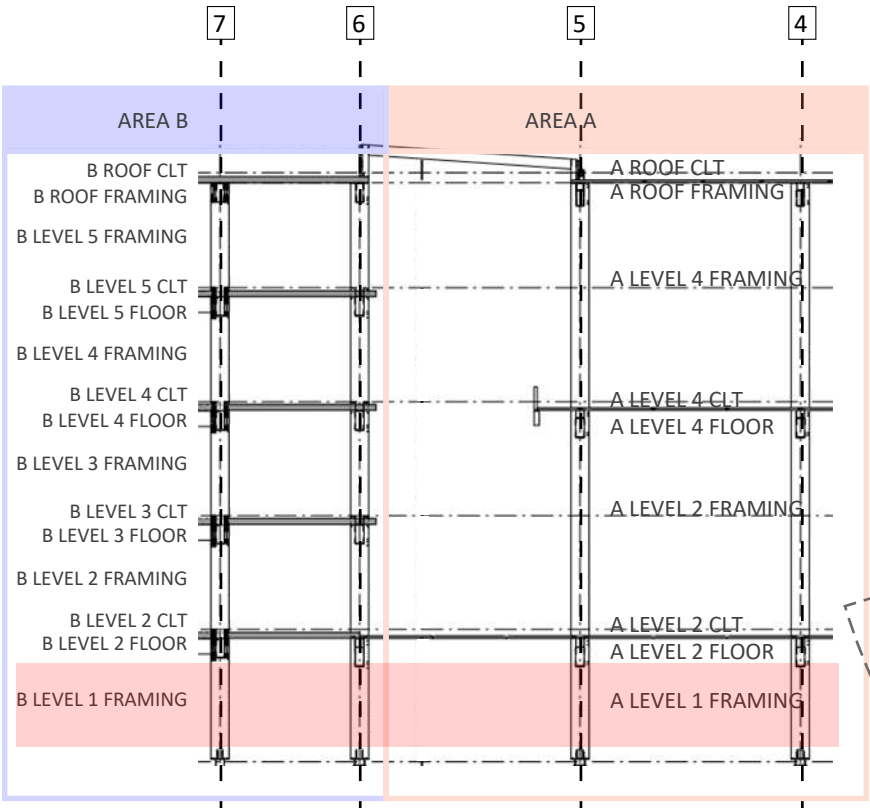 7 6 5 4
AREA B AREA A
B ROOF CLT A ROOF CLT
B ROOF FRAMING A ROOF FRAMING
B LEVEL 5 FRAMING
B LEVEL 5 CLT A LEVEL 4 FRAMING
B LEVEL 5 FLOOR
B LEVEL 4 FRAMING
B LEVEL 4 CLT A LEVEL 4 CLT
B LEVEL 4 FLOOR A LEVEL 4 FLOOR
B LEVEL 3 FRAMING
B LEVEL 3 CLT A LEVEL 2 FRAMING
B LEVEL 3 FLOOR
B LEVEL 2 FRAMING
B LEVEL 2 CLT A LEVEL 2 CLT
B LEVEL 2 FLOOR A LEVEL 2 FLOOR
B LEVEL 1 FRAMING A LEVEL 1 FRAMING